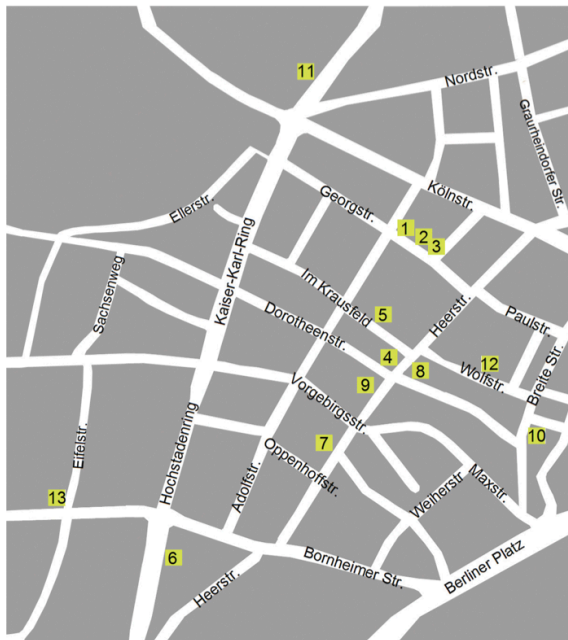 11
Nordstr.
Graurheindorfer Str.
Kölnstr.
Georgstr.
Ellerstr.
1
2
3
Kaiser-Karl-Ring
Im Krausfeld
Sachsenweg
5
Heerstr.
Paulstr.
Dorotheenstr.
4
8
12
Wolfstr.
Breite Str.
9
Vorgebirgsstr.
Hochstadenring
Eifelstr.
7
10
Adolfstr.
Oppenhoffstr.
Weiherstr.
Maxstr.
13
6
Heerstr.
Bornheimer Str.
Berliner Platz